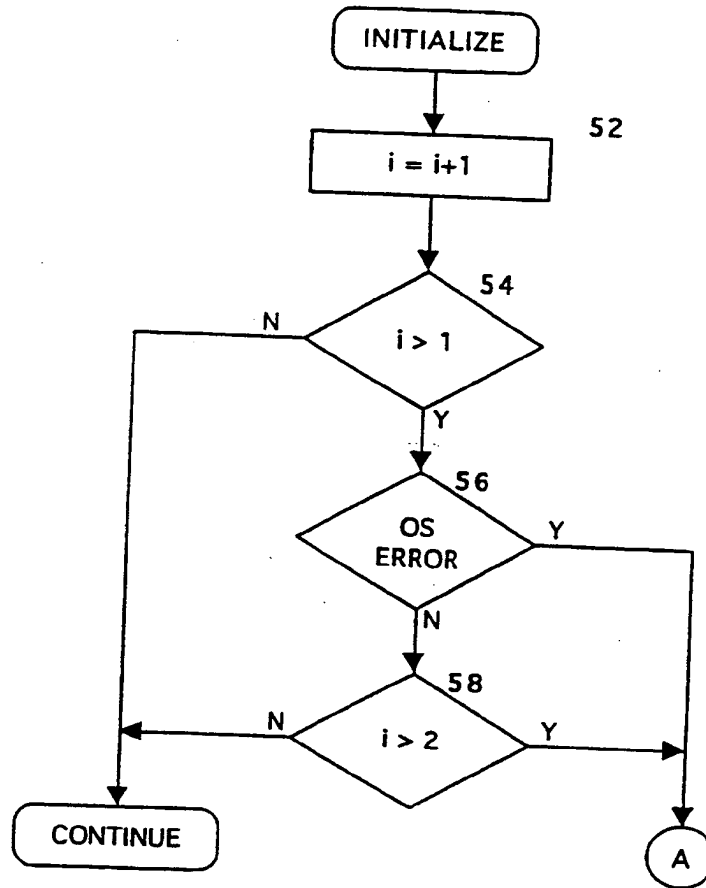 INITIALIZE
52
i = i+1
54
N
i > 1
Y
56
OS
ERROR
Y
N
58
N
i > 2
Y
CONTINUE
A